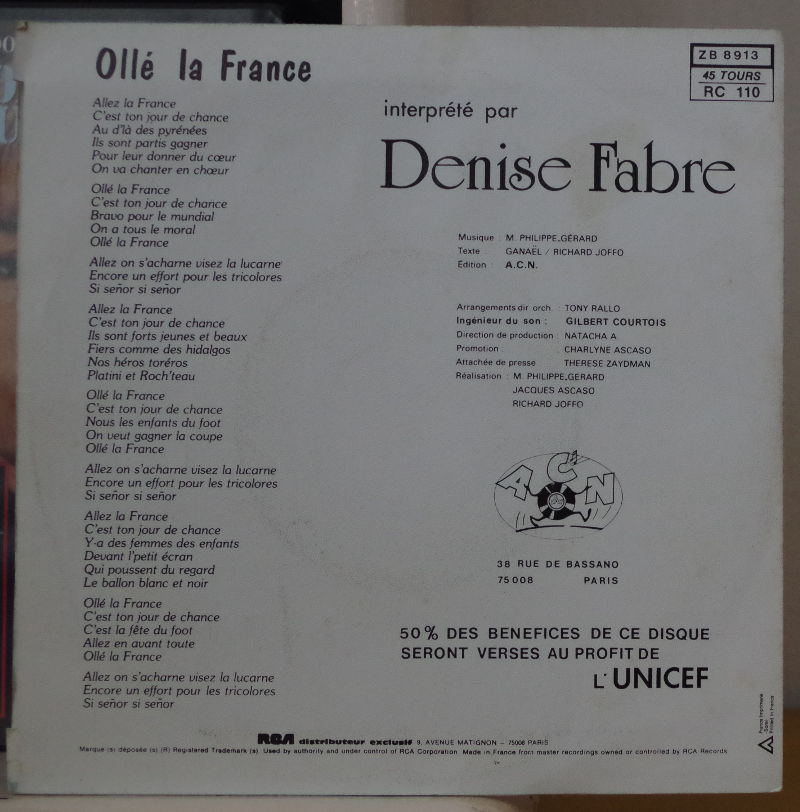 Ollé la France
Allez la France
C'est ton jour de chance
Au d'là des pyrénées
Ils sont partis gagner
Pour leur donner du cœur
On va chanter en chœur
Ollé la France
C'est ton jour de chance
Bravo pour le mundial
On a tous le moral
Ollé la France
Allez on s'acharne visez la lucarne
Encore un effort pour les tricolores
Si señor si señor
Allez la France
C'est ton jour de chance
Ils sont forts jeunes et beaux
Fiers comme des hidalgos
Nos héros toréros
Platini et Roch'teau
Ollé la France
C'est ton jour de chance
Nous les enfants du foot
On veut gagner la coupe
Ollé la France
Allez on s'acharne visez la lucarne
Encore un effort pour les tricolores
Si señor si señor
Allez la France
C'est ton jour de chance
Y-a des femmes des enfants
Devant l'petit écran
Qui poussent du regard
Le ballon blanc et noir
Ollé la France
C'est ton jour de chance
C'est la fête du foot
Allez en avant toute
Ollé la France
Allez on s'acharne visez la lucarne
Encore un effort pour les tricolores
Si señor si señor
ZB 8913
45 TOURS
RC 110
interprété par
Denise Fabre
Musique : M. PHILIPPE-GÉRARD
Texte : GANAËL / RICHARD JOFFO
Edition : A.C.N.
Arrangements dir. orch. : TONY RALLO
Ingénieur du son : GILBERT COURTOIS
Direction de production : NATACHA A.
Promotion : CHARLYNE ASCASO
Attachée de presse : THERESE ZAYDMAN
Réalisation : M. PHILIPPE-GERARD
JACQUES ASCASO
RICHARD JOFFO
A C N
38 RUE DE BASSANO
75008 PARIS
50% DES BENEFICES DE CE DISQUE
SERONT VERSES AU PROFIT DE
L'UNICEF
RCA distributeur exclusif 9, AVENUE MATIGNON – 75008 PARIS
Marque (s) déposée (s) (R) Registered Trademark (s). Used by authority and under control of RCA Corporation. Made in France from master recordings owned or controlled by RCA Records
Printed in France